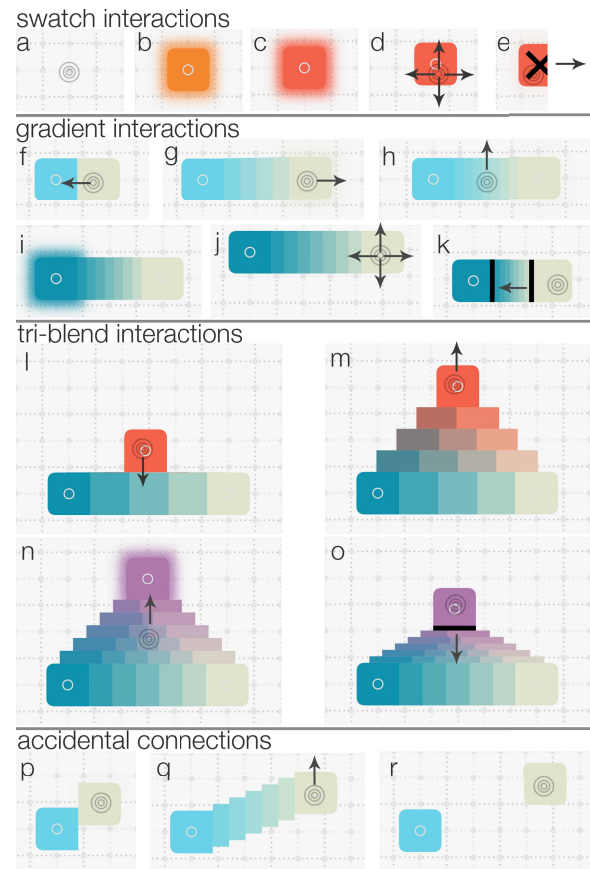 swatch interactions
a b c d e
gradient interactions
f g h
i j k
tri-blend interactions
l m
n o
accidental connections
p q r